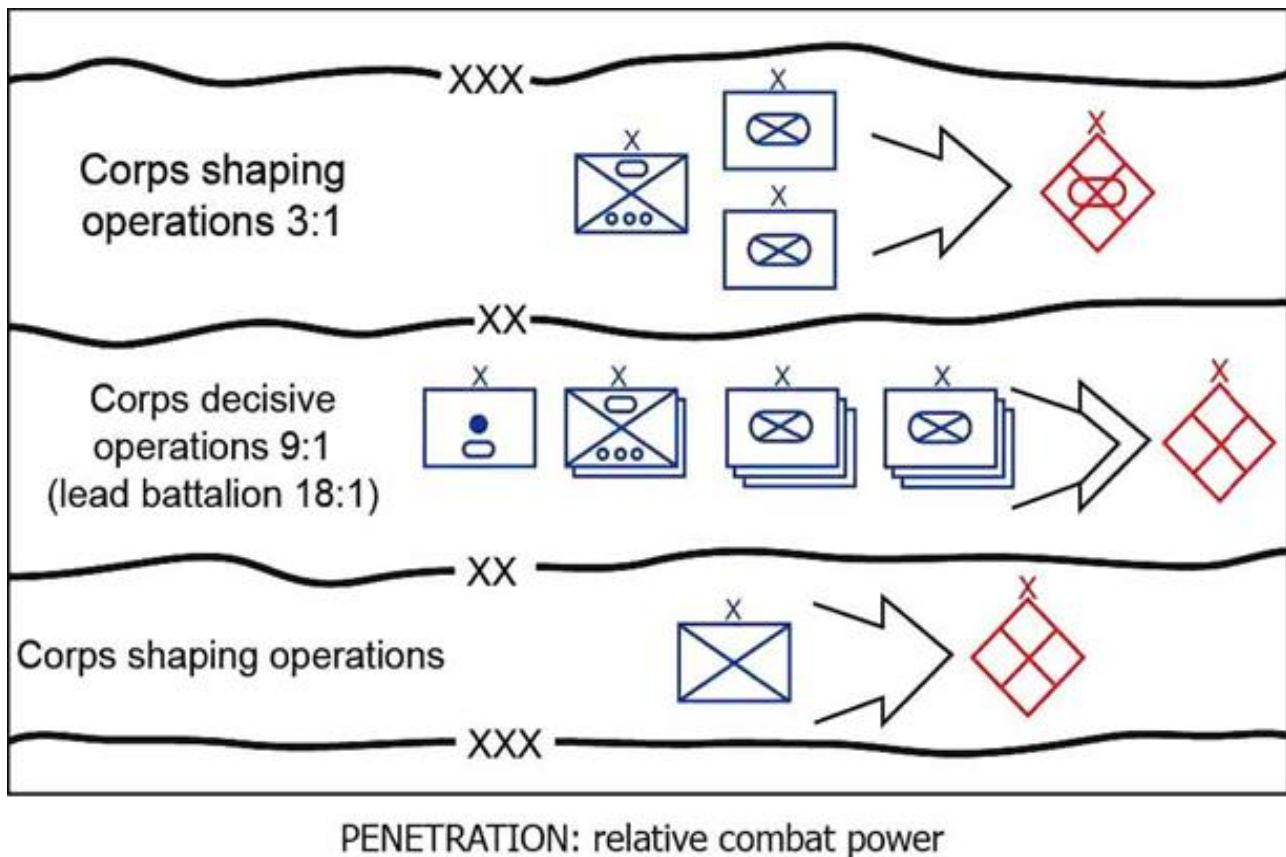 XXX
X
X
X
X
Corps shaping
operations 3:1
XX
X
X
X
X
X
Corps decisive
operations 9:1
(lead battalion 18:1)
XX
X
X
Corps shaping operations
XXX
PENETRATION: relative combat power